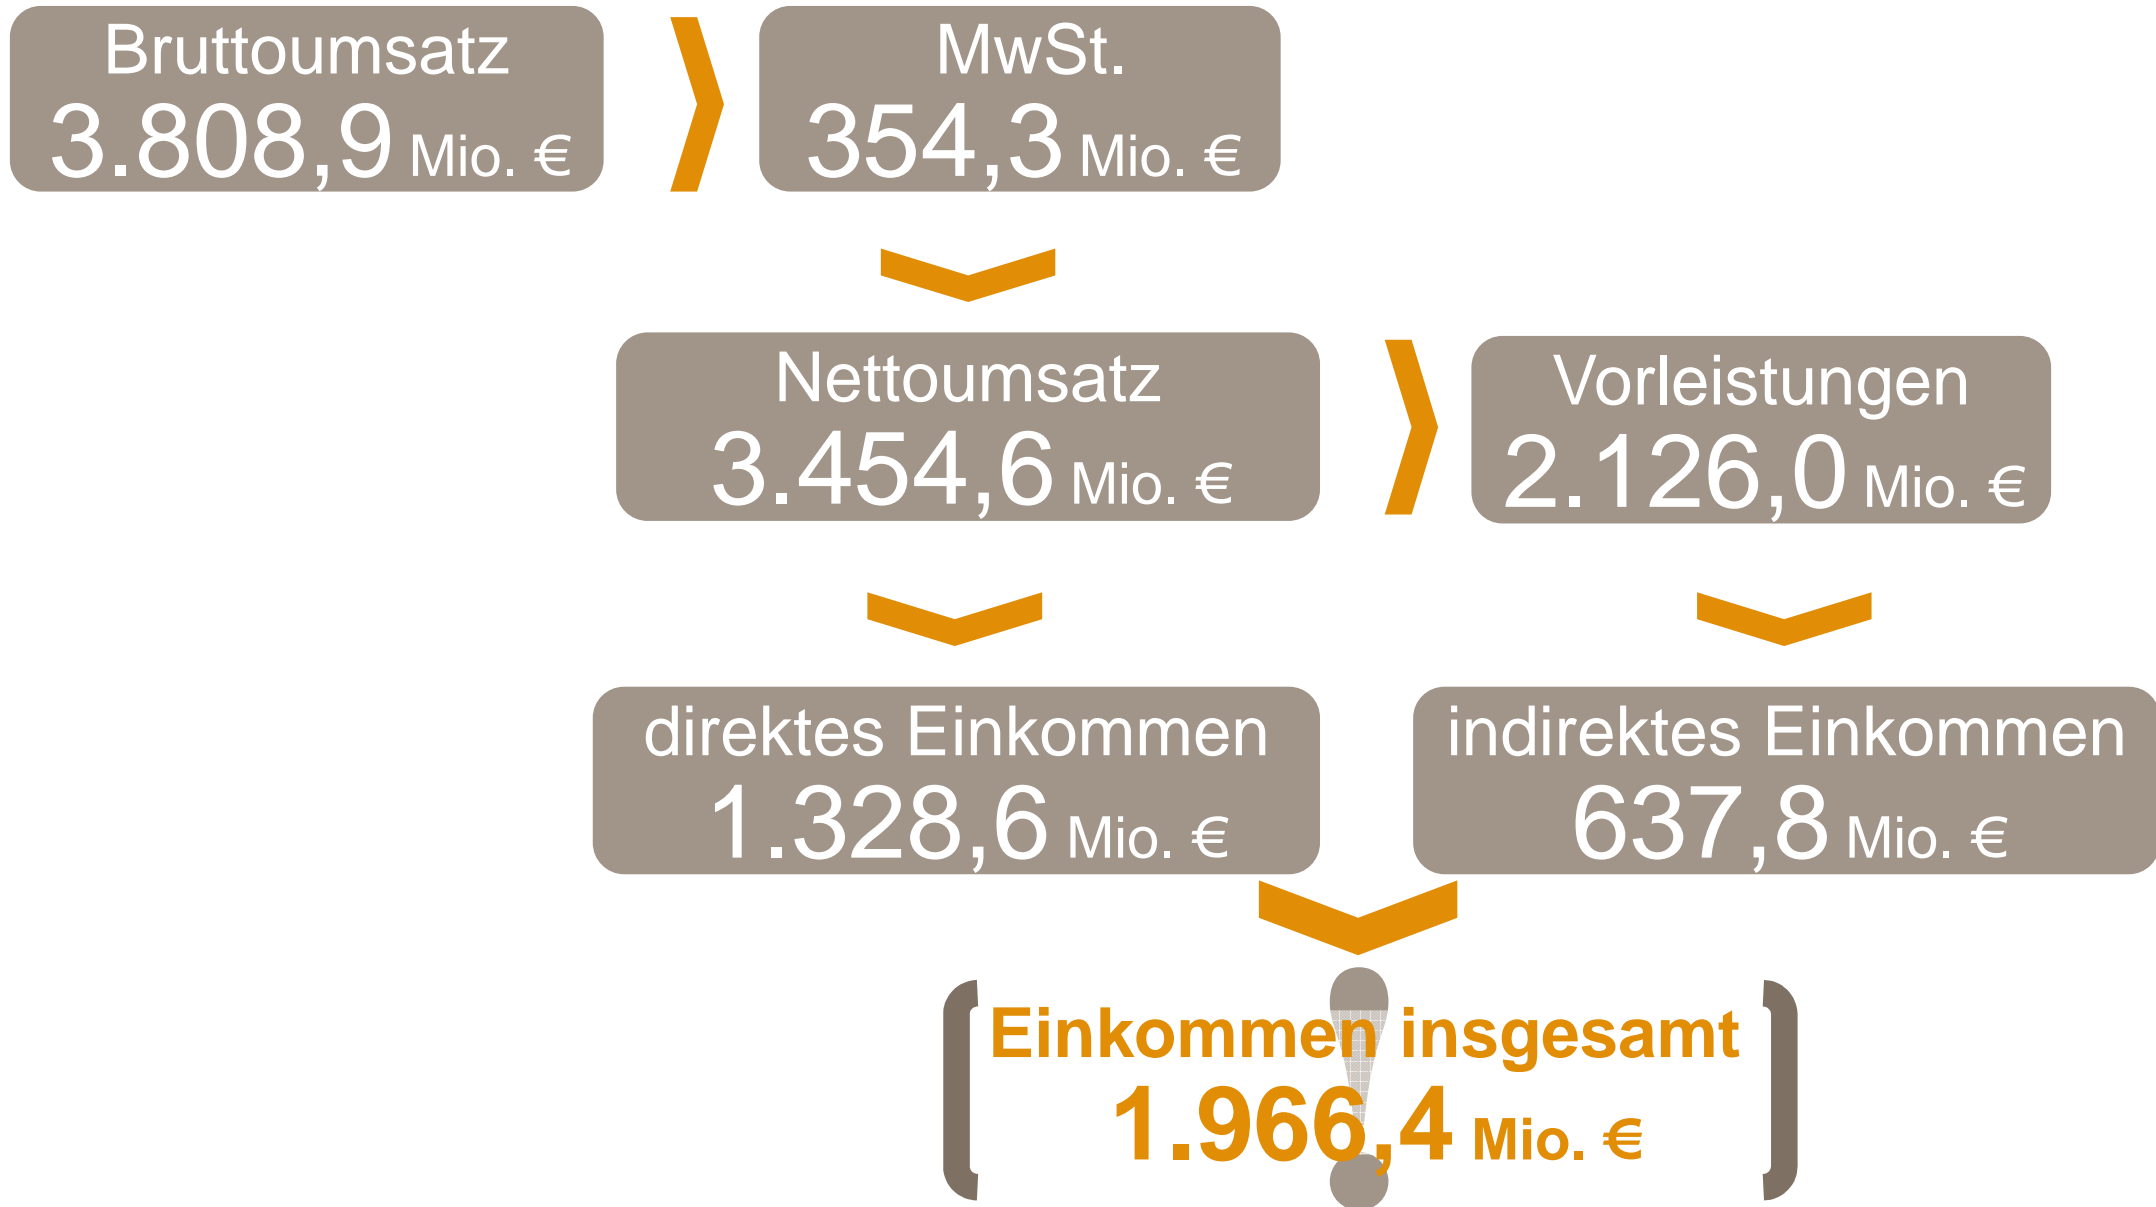 Bruttoumsatz
3.808,9 Mio. €
MwSt.
354,3 Mio. €
Nettoumsatz
3.454,6 Mio. €
Vorleistungen
2.126,0 Mio. €
direktes Einkommen
1.328,6 Mio. €
indirektes Einkommen
637,8 Mio. €
Einkommen insgesamt
1.966,4 Mio. €